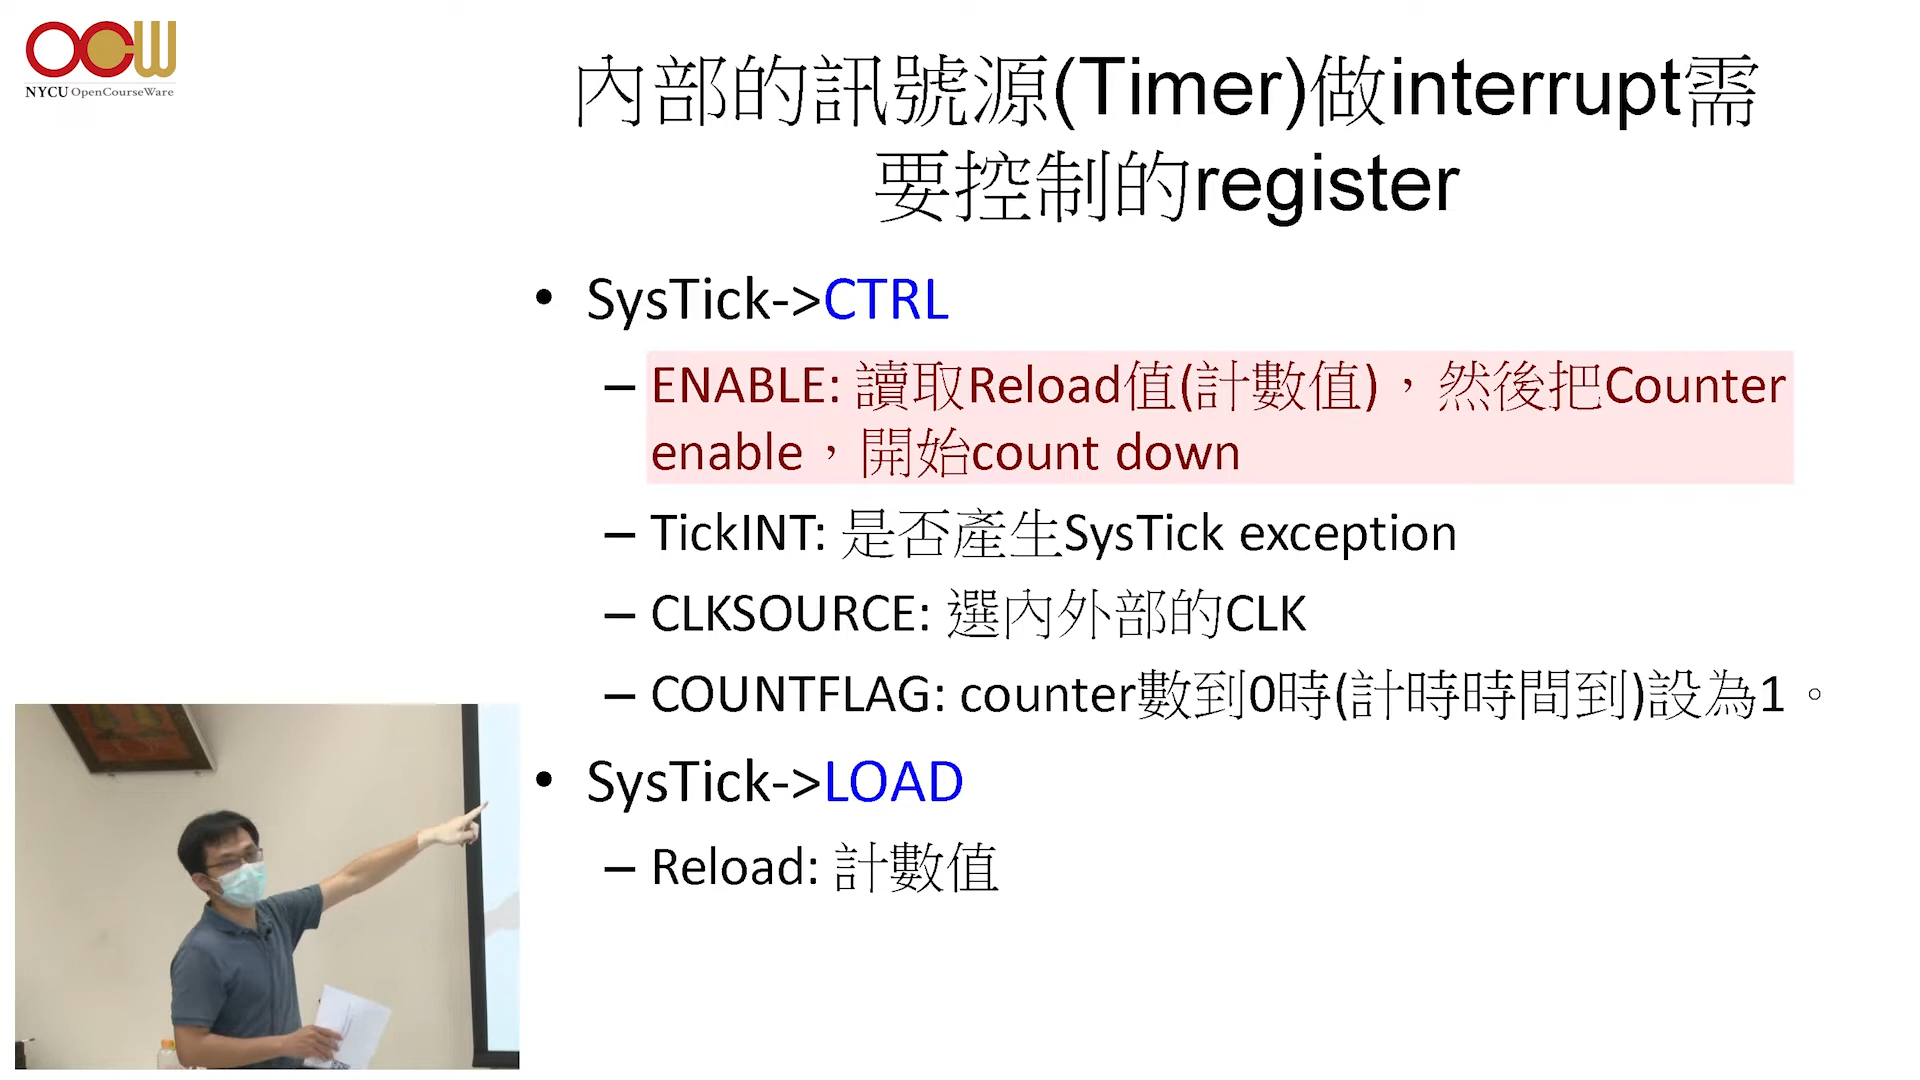 OCW
NYCU OpenCourseWare
內部的訊號源(Timer)做interrupt需
要控制的register
• SysTick->CTRL
– ENABLE: 讀取Reload值(計數值)，然後把Counter
enable，開始count down
– TickINT: 是否產生SysTick exception
– CLKSOURCE: 選內外部的CLK
– COUNTFLAG: counter數到0時(計時時間到)設為1。
• SysTick->LOAD
– Reload: 計數值